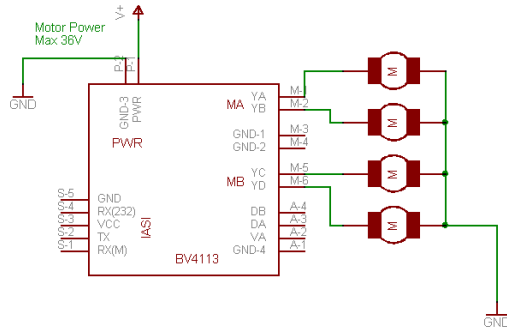 V+
Motor Power
Max 36V
P-2
P-1
GND
GND-3
PWR
PWR
MA
YA
M-1
YB
M-2
GND-1
M-3
GND-2
M-4
MB
YC
M-5
YD
M-6
S-5
GND
S-4
RX(232)
S-3
VCC
S-2
TX
S-1
RX(M)
IASI
DB
A-4
DA
A-3
VA
A-2
GND-4
A-1
BV4113
M
M
M
M
GND